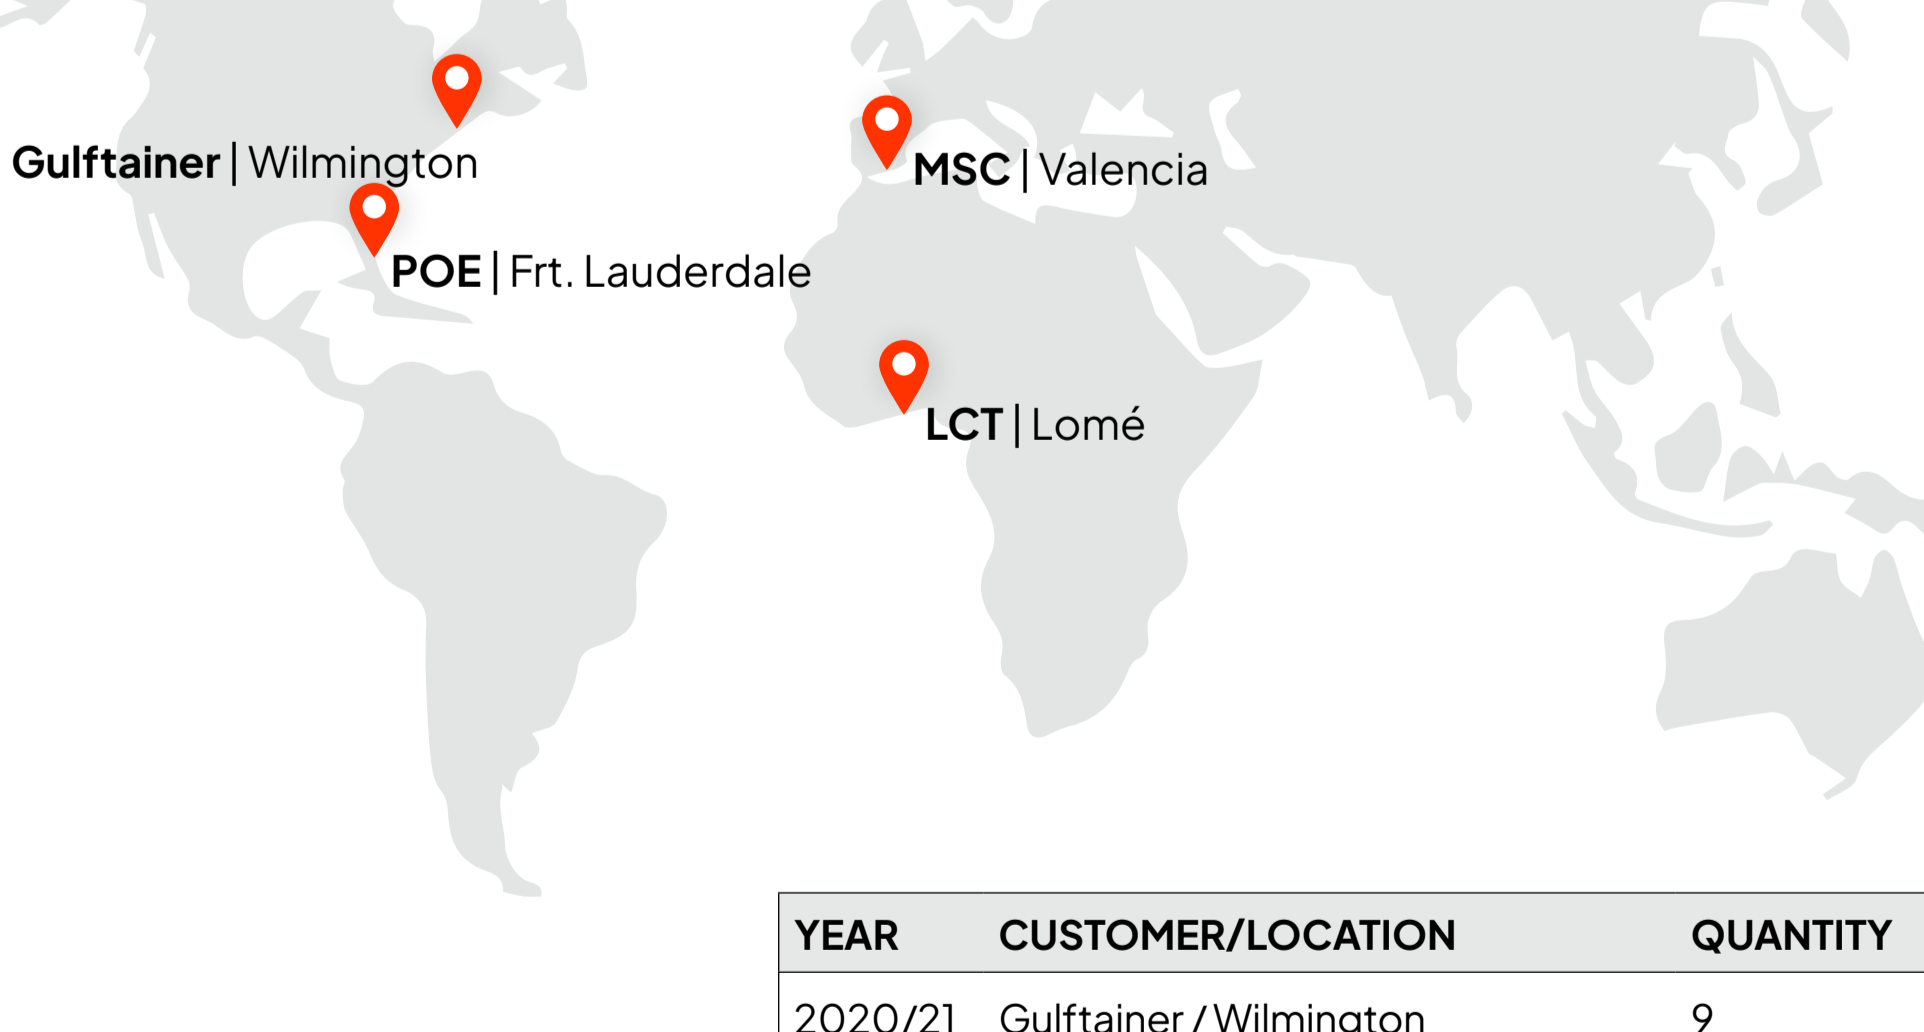 Gulftainer | Wilmington
MSC | Valencia
POE | Frt. Lauderdale
LCT | Lomé
YEAR CUSTOMER/LOCATION QUANTITY
2020/21 Gulftainer / Wilmington 9